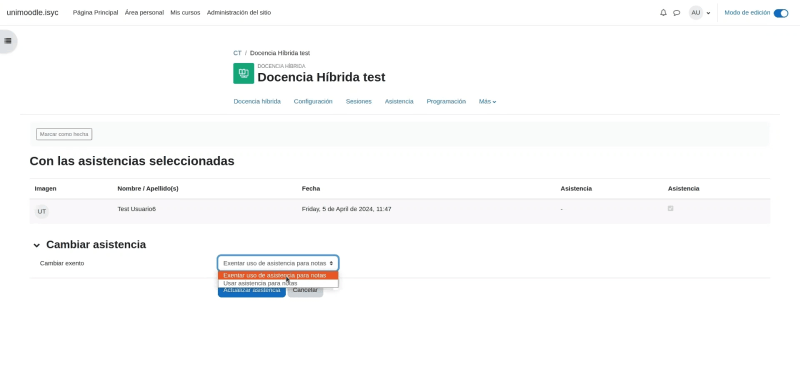 unimoodle.isyc Página Principal Área personal Mis cursos Administración del sitio AU Modo de edición
CT / Docencia Híbrida test
DOCENCIA HÍBRIDA
Docencia Híbrida test
Docencia híbrida Configuración Sesiones Asistencia Programación Más
Marcar como hecha
Con las asistencias seleccionadas
Imagen Nombre / Apellido(s) Fecha Asistencia Asistencia
UT Test Usuario6 Friday, 5 de April de 2024, 11:47 -
Cambiar asistencia
Cambiar exento Exentar uso de asistencia para notas
Exentar uso de asistencia para notas
Usar asistencia para notas
Actualizar asistencia Cancelar